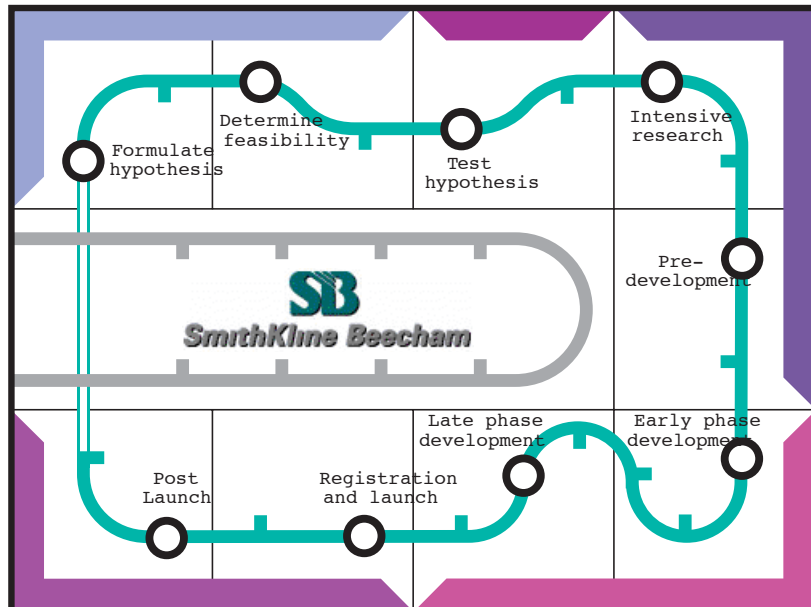 Formulate
hypothesis
Determine
feasibility
Test
hypothesis
Intensive
research
Pre-
development
Early phase
development
Late phase
development
Registration
and launch
Post
Launch
SB
SmithKline Beecham